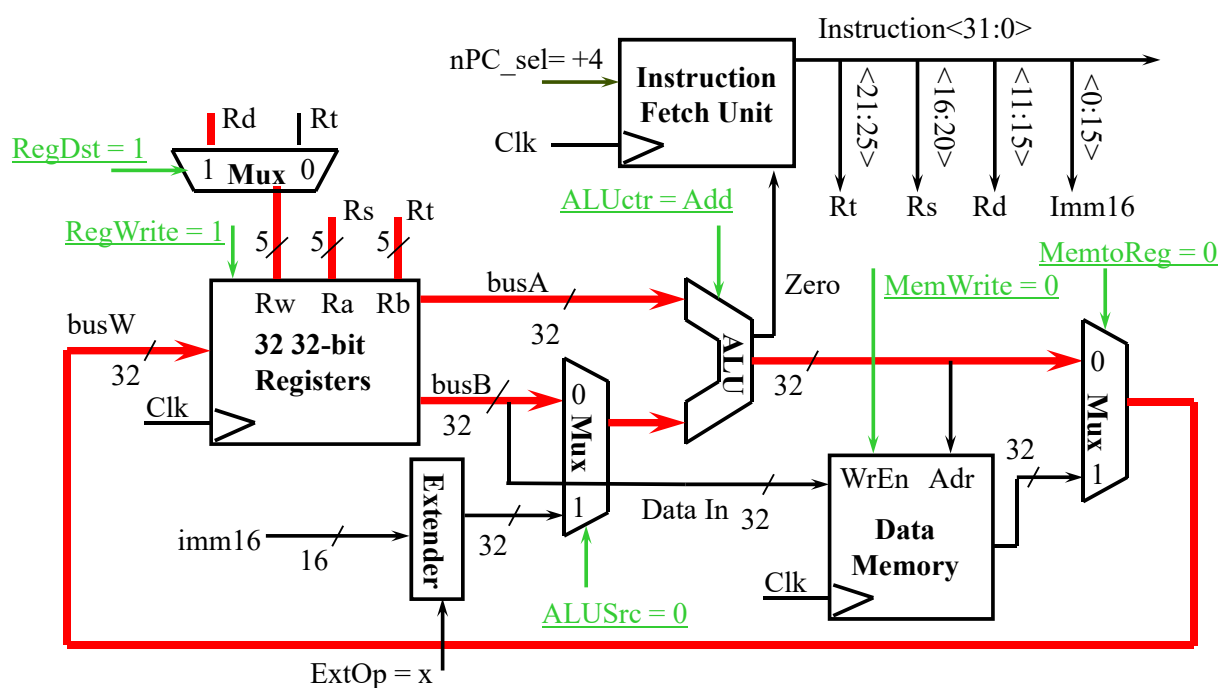 Instruction<31:0>
nPC_sel= +4
Instruction
Fetch Unit
Clk
<21:25>
<16:20>
<11:15>
<0:15>
Rt
Rs
Rd
Imm16
Rd
Rt
RegDst = 1
1
Mux
0
RegWrite = 1
5
5
Rs
5
Rt
ALUctr = Add
Zero
MemWrite = 0
MemtoReg = 0
busW
32
Rw
Ra
Rb
32 32-bit
Registers
Clk
busA
32
busB
32
0
Mux
1
ALU
32
0
Mux
1
imm16
16
Extender
32
Data In
32
WrEn
Adr
Data
Memory
Clk
32
ALUSrc = 0
ExtOp = x